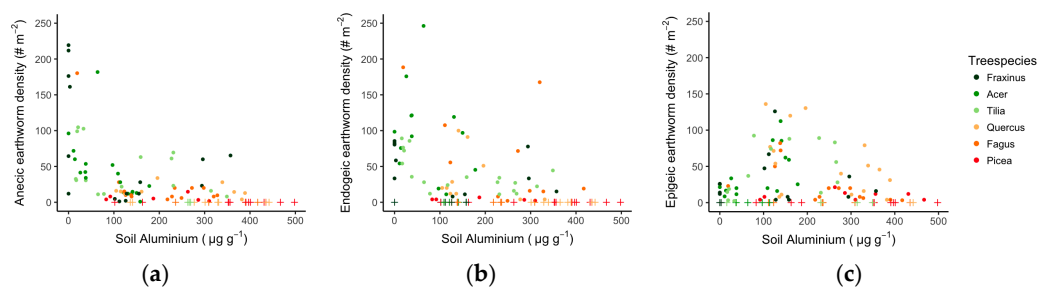 Anecic earthworm density (# m⁻²)
250
200
150
100
50
0
0 100 200 300 400 500
Soil Aluminium ( µg g⁻¹)
(a)
Endogeic earthworm density (# m⁻²)
250
200
150
100
50
0
0 100 200 300 400 500
Soil Aluminium ( µg g⁻¹)
(b)
Epigeic earthworm density (# m⁻²)
250
200
150
100
50
0
0 100 200 300 400 500
Soil Aluminium ( µg g⁻¹)
(c)
Treespecies
Fraxinus
Acer
Tilia
Quercus
Fagus
Picea